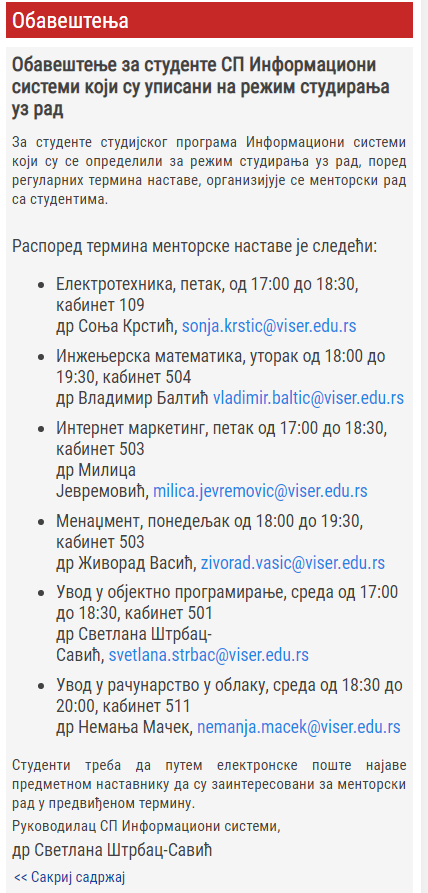 Обавештења
Обавештење за студенте СП Информациони
системи који су уписани на режим студирања
уз рад
За студенте студијског програма Информациони системи
који су се определили за режим студирања уз рад, поред
регуларних термина наставе, организијује се менторски рад
са студентима.
Распоред термина менторске наставе је следећи:
• Електротехника, петак, од 17:00 до 18:30,
кабинет 109
др Соња Крстић, sonja.krstic@viser.edu.rs
• Инжењерска математика, уторак од 18:00 до
19:30, кабинет 504
др Владимир Балтић vladimir.baltic@viser.edu.rs
• Интернет маркетинг, петак од 17:00 до 18:30,
кабинет 503
др Милица
Јевремовић, milica.jevremovic@viser.edu.rs
• Менаџмент, понедељак од 18:00 до 19:30,
кабинет 503
др Живорад Васић, zivorad.vasic@viser.edu.rs
• Увод у објектно програмирање, среда од 17:00
до 18:30, кабинет 501
др Светлана Штрбац-
Савић, svetlana.strbac@viser.edu.rs
• Увод у рачунарство у облаку, среда од 18:30 до
20:00, кабинет 511
др Немања Мачек, nemanja.macek@viser.edu.rs
Студенти треба да путем електронске поште најаве
предметном наставнику да су заинтересовани за менторски
рад у предвиђеном термину.
Руководилац СП Информациони системи,
др Светлана Штрбац-Савић
<< Сакриј садржај